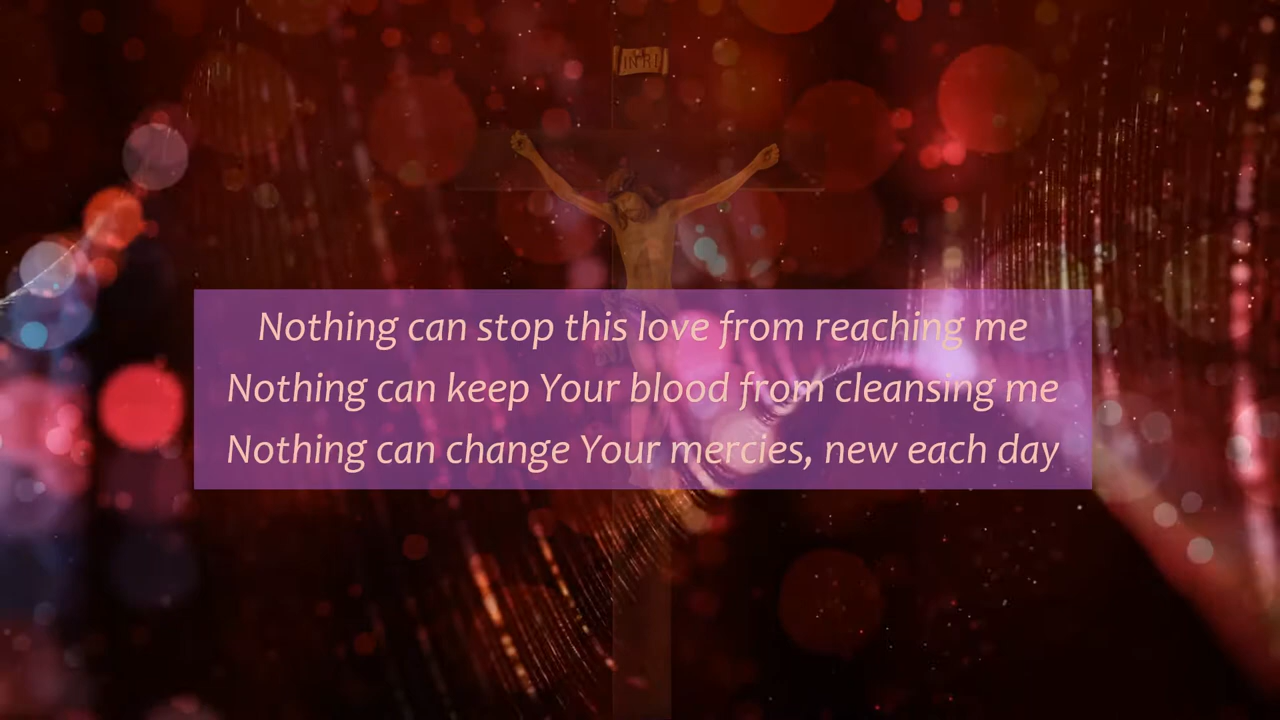 INRI
Nothing can stop this love from reaching me
Nothing can keep Your blood from cleansing me
Nothing can change Your mercies, new each day